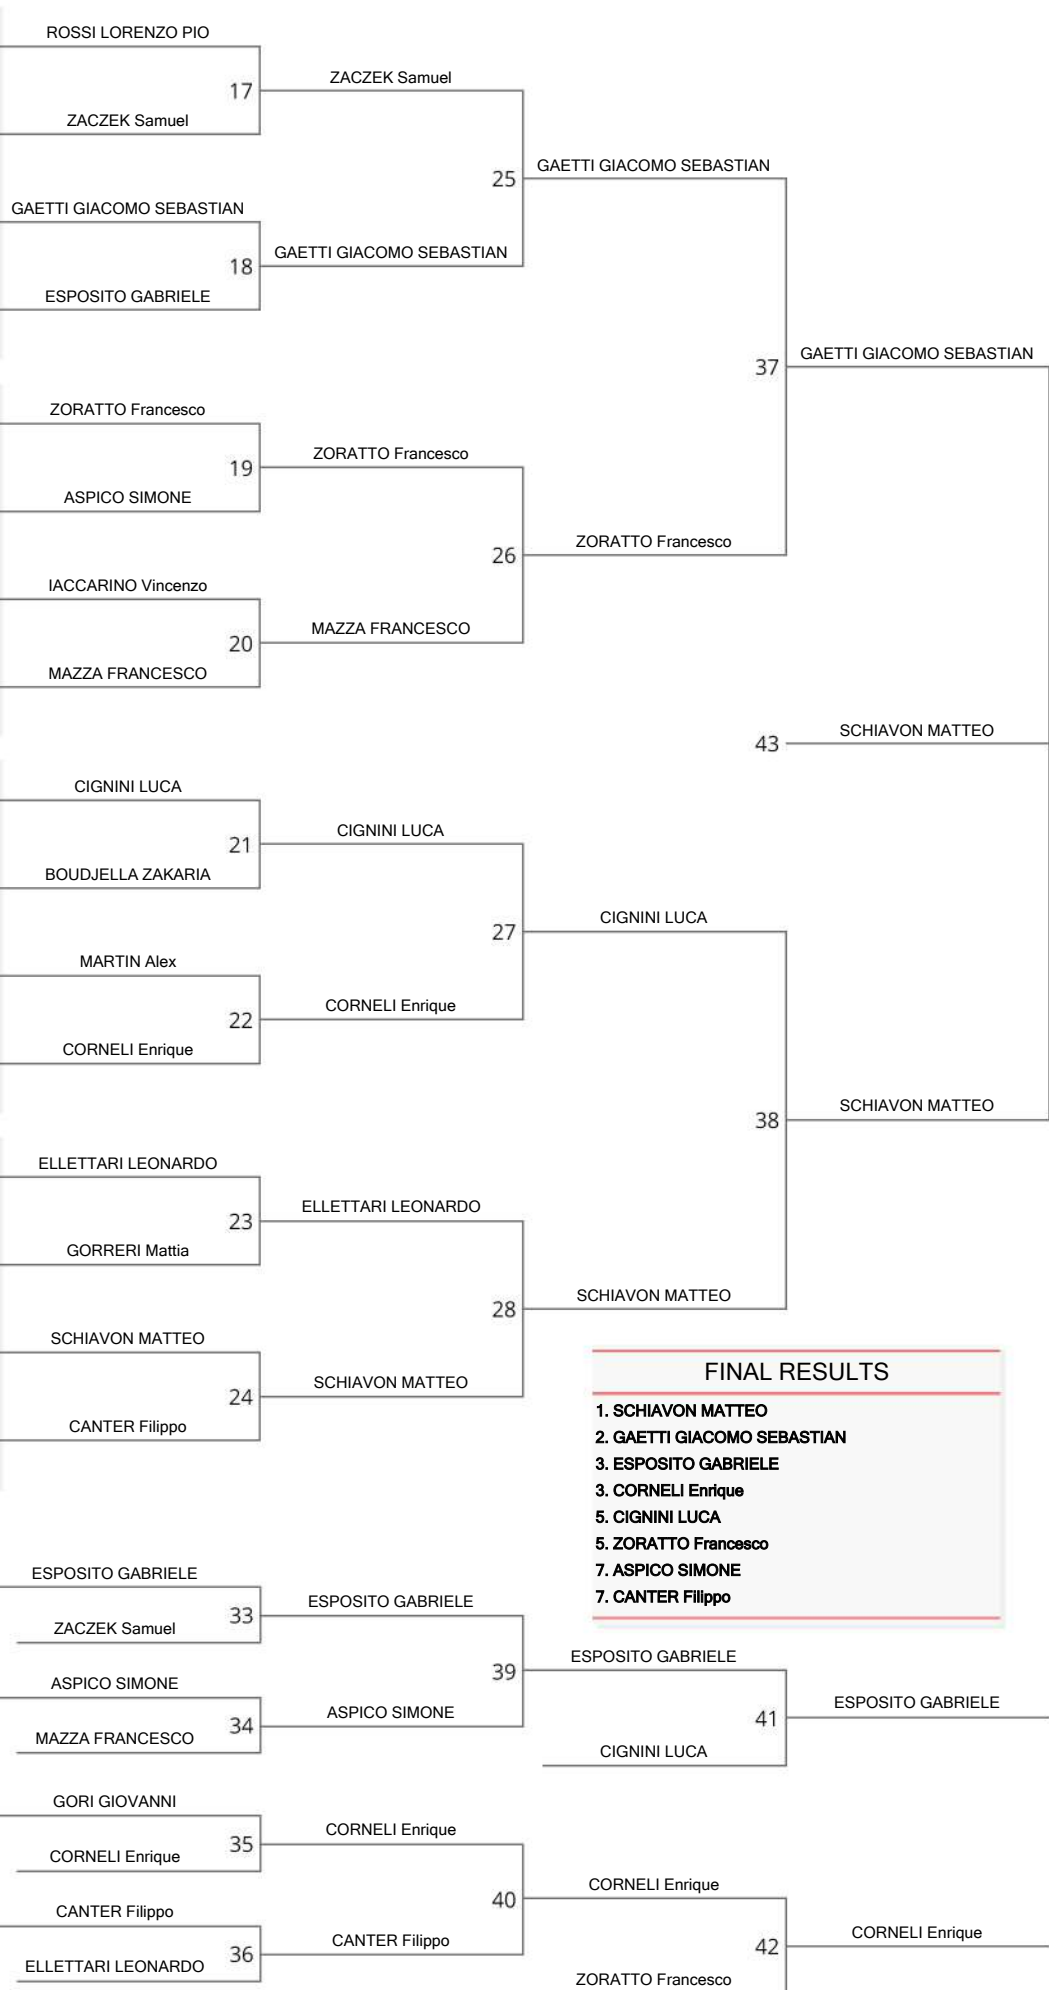 ROSSI LORENZO PIO
17
ZACZEK Samuel
ZACZEK Samuel
25
GAETTI GIACOMO SEBASTIAN
GAETTI GIACOMO SEBASTIAN
18
GAETTI GIACOMO SEBASTIAN
ESPOSITO GABRIELE
37
GAETTI GIACOMO SEBASTIAN
ZORATTO Francesco
19
ZORATTO Francesco
ASPICO SIMONE
26
ZORATTO Francesco
IACCARINO Vincenzo
20
MAZZA FRANCESCO
MAZZA FRANCESCO
43
SCHIAVON MATTEO
CIGNINI LUCA
21
CIGNINI LUCA
BOUDJELLA ZAKARIA
27
CIGNINI LUCA
MARTIN Alex
22
CORNELI Enrique
CORNELI Enrique
38
SCHIAVON MATTEO
ELLETTARI LEONARDO
23
ELLETTARI LEONARDO
GORRERI Mattia
28
SCHIAVON MATTEO
SCHIAVON MATTEO
24
SCHIAVON MATTEO
CANTER Filippo
FINAL RESULTS
1. SCHIAVON MATTEO
2. GAETTI GIACOMO SEBASTIAN
3. ESPOSITO GABRIELE
3. CORNELI Enrique
5. CIGNINI LUCA
5. ZORATTO Francesco
7. ASPICO SIMONE
7. CANTER Filippo
ESPOSITO GABRIELE
33
ESPOSITO GABRIELE
ZACZEK Samuel
39
ESPOSITO GABRIELE
ASPICO SIMONE
34
ASPICO SIMONE
MAZZA FRANCESCO
41
ESPOSITO GABRIELE
CIGNINI LUCA
GORI GIOVANNI
35
CORNELI Enrique
CORNELI Enrique
40
CORNELI Enrique
CANTER Filippo
36
CANTER Filippo
ELLETTARI LEONARDO
42
CORNELI Enrique
ZORATTO Francesco